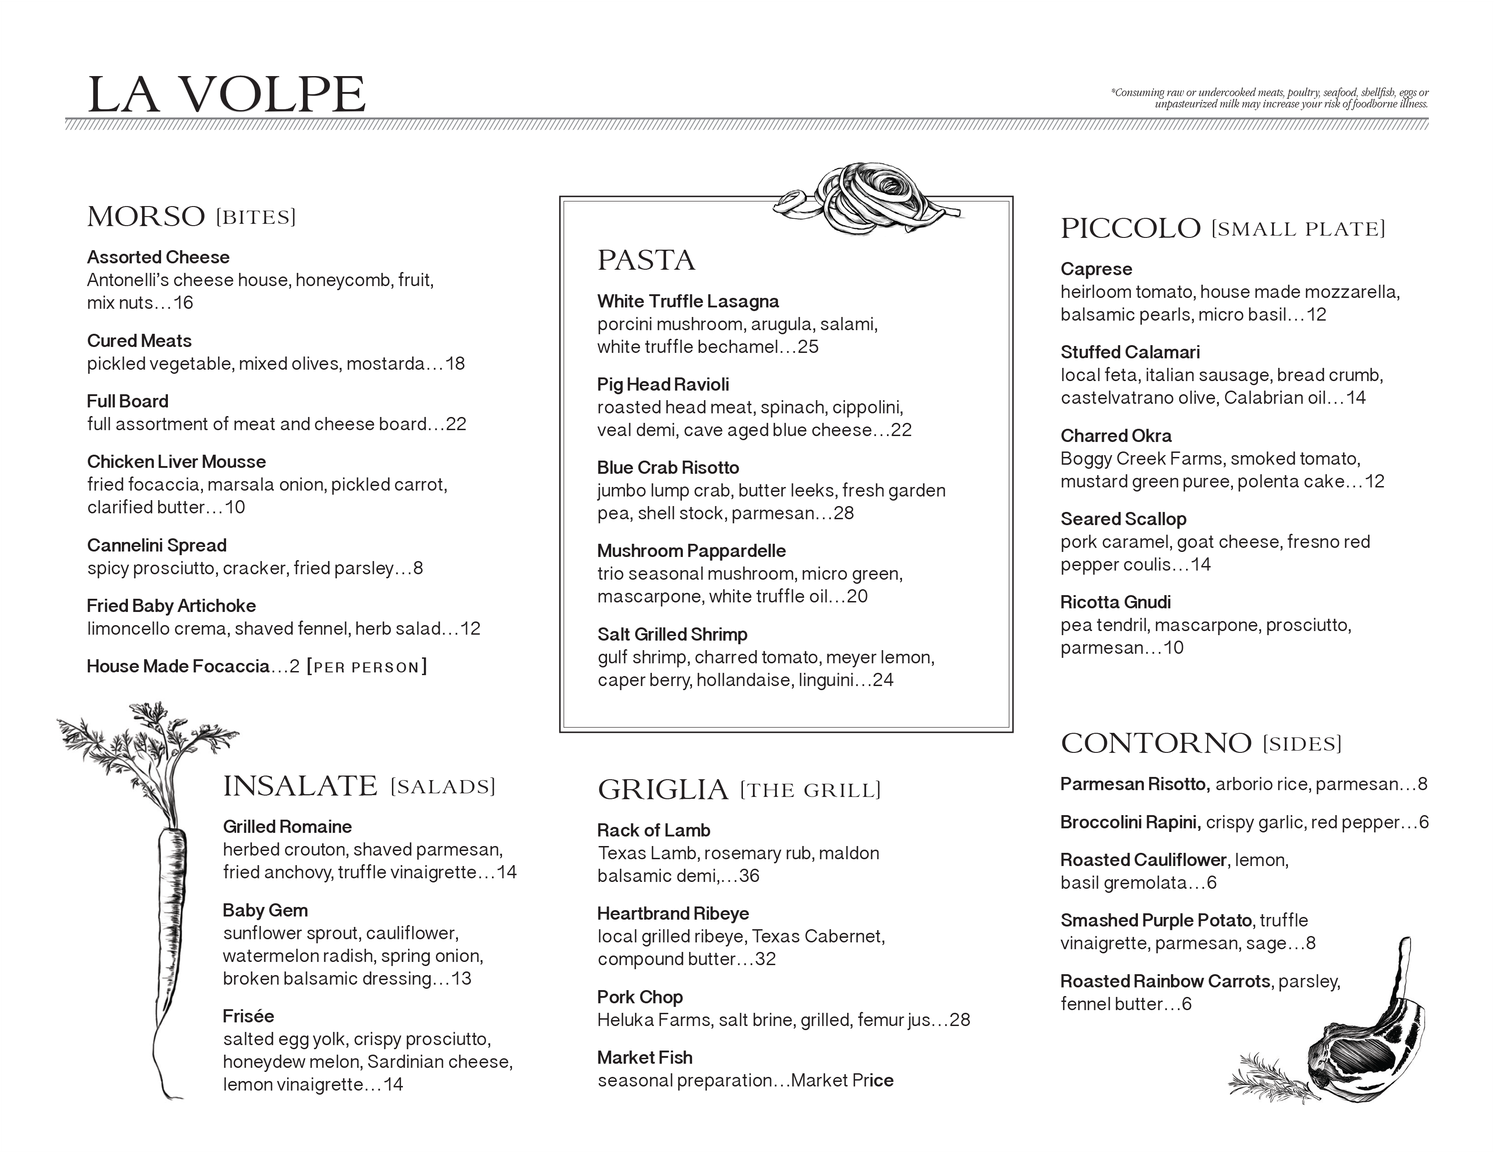 LA VOLPE
*Consuming raw or undercooked meats, poultry, seafood, shellfish, eggs or
unpasteurized milk may increase your risk of foodborne illness.
MORSO [BITES]
Assorted Cheese
Antonelli's cheese house, honeycomb, fruit,
mix nuts...16
Cured Meats
pickled vegetable, mixed olives, mostarda...18
Full Board
full assortment of meat and cheese board...22
Chicken Liver Mousse
fried focaccia, marsala onion, pickled carrot,
clarified butter...10
Cannelini Spread
spicy prosciutto, cracker, fried parsley...8
Fried Baby Artichoke
limoncello crema, shaved fennel, herb salad...12
House Made Focaccia...2 [PER PERSON]
INSALATE [SALADS]
Grilled Romaine
herbed crouton, shaved parmesan,
fried anchovy, truffle vinaigrette...14
Baby Gem
sunflower sprout, cauliflower,
watermelon radish, spring onion,
broken balsamic dressing...13
Frisée
salted egg yolk, crispy prosciutto,
honeydew melon, Sardinian cheese,
lemon vinaigrette...14
PASTA
White Truffle Lasagna
porcini mushroom, arugula, salami,
white truffle bechamel...25
Pig Head Ravioli
roasted head meat, spinach, cippolini,
veal demi, cave aged blue cheese...22
Blue Crab Risotto
jumbo lump crab, butter leeks, fresh garden
pea, shell stock, parmesan...28
Mushroom Pappardelle
trio seasonal mushroom, micro green,
mascarpone, white truffle oil...20
Salt Grilled Shrimp
gulf shrimp, charred tomato, meyer lemon,
caper berry, hollandaise, linguini...24
GRIGLIA [THE GRILL]
Rack of Lamb
Texas Lamb, rosemary rub, maldon
balsamic demi,...36
Heartbrand Ribeye
local grilled ribeye, Texas Cabernet,
compound butter...32
Pork Chop
Heluka Farms, salt brine, grilled, femur jus...28
Market Fish
seasonal preparation...Market Price
PICCOLO [SMALL PLATE]
Caprese
heirloom tomato, house made mozzarella,
balsamic pearls, micro basil...12
Stuffed Calamari
local feta, italian sausage, bread crumb,
castelvatrano olive, Calabrian oil...14
Charred Okra
Boggy Creek Farms, smoked tomato,
mustard green puree, polenta cake...12
Seared Scallop
pork caramel, goat cheese, fresno red
pepper coulis...14
Ricotta Gnudi
pea tendril, mascarpone, prosciutto,
parmesan...10
CONTORNO [SIDES]
Parmesan Risotto, arborio rice, parmesan...8
Broccolini Rapini, crispy garlic, red pepper...6
Roasted Cauliflower, lemon,
basil gremolata...6
Smashed Purple Potato, truffle
vinaigrette, parmesan, sage...8
Roasted Rainbow Carrots, parsley,
fennel butter...6